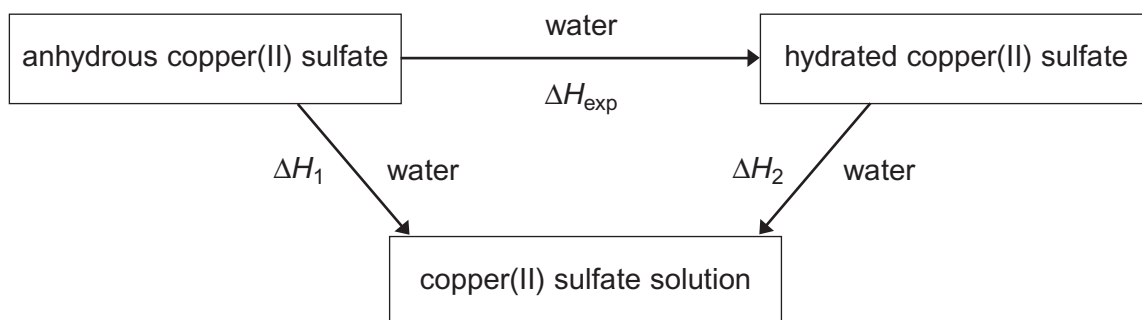 water
anhydrous copper(II) sulfate
hydrated copper(II) sulfate
ΔHexp
ΔH1
water
ΔH2
water
copper(II) sulfate solution